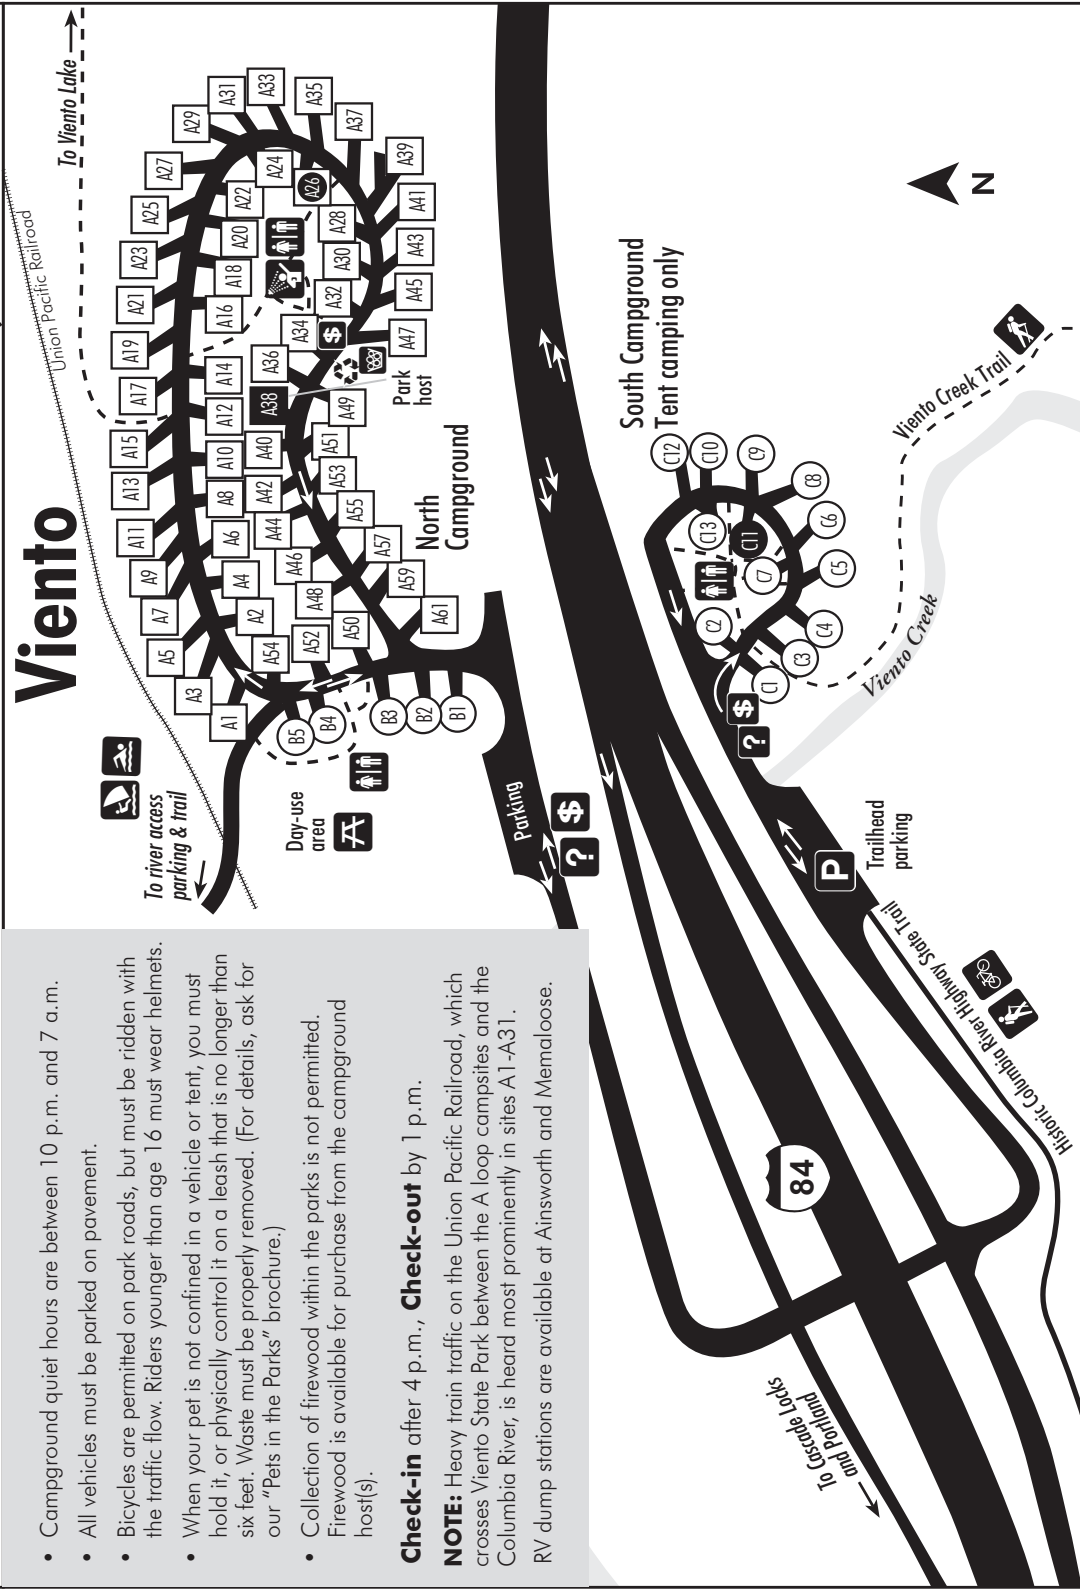 Viento
• Campground quiet hours are between 10 p.m. and 7 a.m.
• All vehicles must be parked on pavement.
• Bicycles are permitted on park roads, but must be ridden with
the traffic flow. Riders younger than age 16 must wear helmets.
• When your pet is not confined in a vehicle or tent, you must
hold it, or physically control it on a leash that is no longer than
six feet. Waste must be properly removed. (For details, ask for
our “Pets in the Parks” brochure.)
• Collection of firewood within the parks is not permitted.
Firewood is available for purchase from the campground
host(s).
Check-in after 4 p.m., Check-out by 1 p.m.
NOTE: Heavy train traffic on the Union Pacific Railroad, which
crosses Viento State Park between the A loop campsites and the
Columbia River, is heard most prominently in sites A1-A31.
RV dump stations are available at Ainsworth and Memaloose.
To Viento Lake
Union Pacific Railroad
To river access
parking & trail
Day-use
area
A1
A3
A5
A7
A9
A11
A13
A15
A17
A19
A21
A23
A25
A27
A29
A31
A33
A35
A37
A39
A41
A43
A45
A47
A49
A51
A53
A55
A57
A59
A61
A2
A4
A6
A8
A10
A12
A14
A16
A18
A20
A22
A24
A26
A28
A30
A32
A34
A36
A38
A40
A42
A44
A46
A48
A50
A52
A54
B5
B4
B3
B2
B1
$
Park
host
North
Campground
Parking
?
$
South Campground
Tent camping only
C12
C10
C9
C8
C6
C5
C4
C3
C1
C2
C7
C11
C13
$
?
Viento Creek Trail
Viento Creek
N
P
Trailhead
parking
Historic Columbia River Highway State Trail
84
To Cascade Locks
and Portland